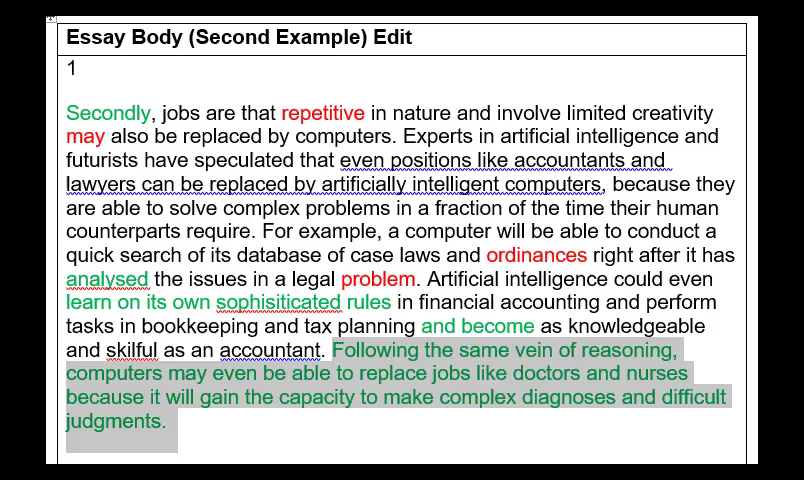 Essay Body (Second Example) Edit
1
Secondly, jobs are that repetitive in nature and involve limited creativity
may also be replaced by computers. Experts in artificial intelligence and
futurists have speculated that even positions like accountants and
lawyers can be replaced by artificially intelligent computers, because they
are able to solve complex problems in a fraction of the time their human
counterparts require. For example, a computer will be able to conduct a
quick search of its database of case laws and ordinances right after it has
analysed the issues in a legal problem. Artificial intelligence could even
learn on its own sophisiticated rules in financial accounting and perform
tasks in bookkeeping and tax planning and become as knowledgeable
and skilful as an accountant. Following the same vein of reasoning,
computers may even be able to replace jobs like doctors and nurses
because it will gain the capacity to make complex diagnoses and difficult
judgments.